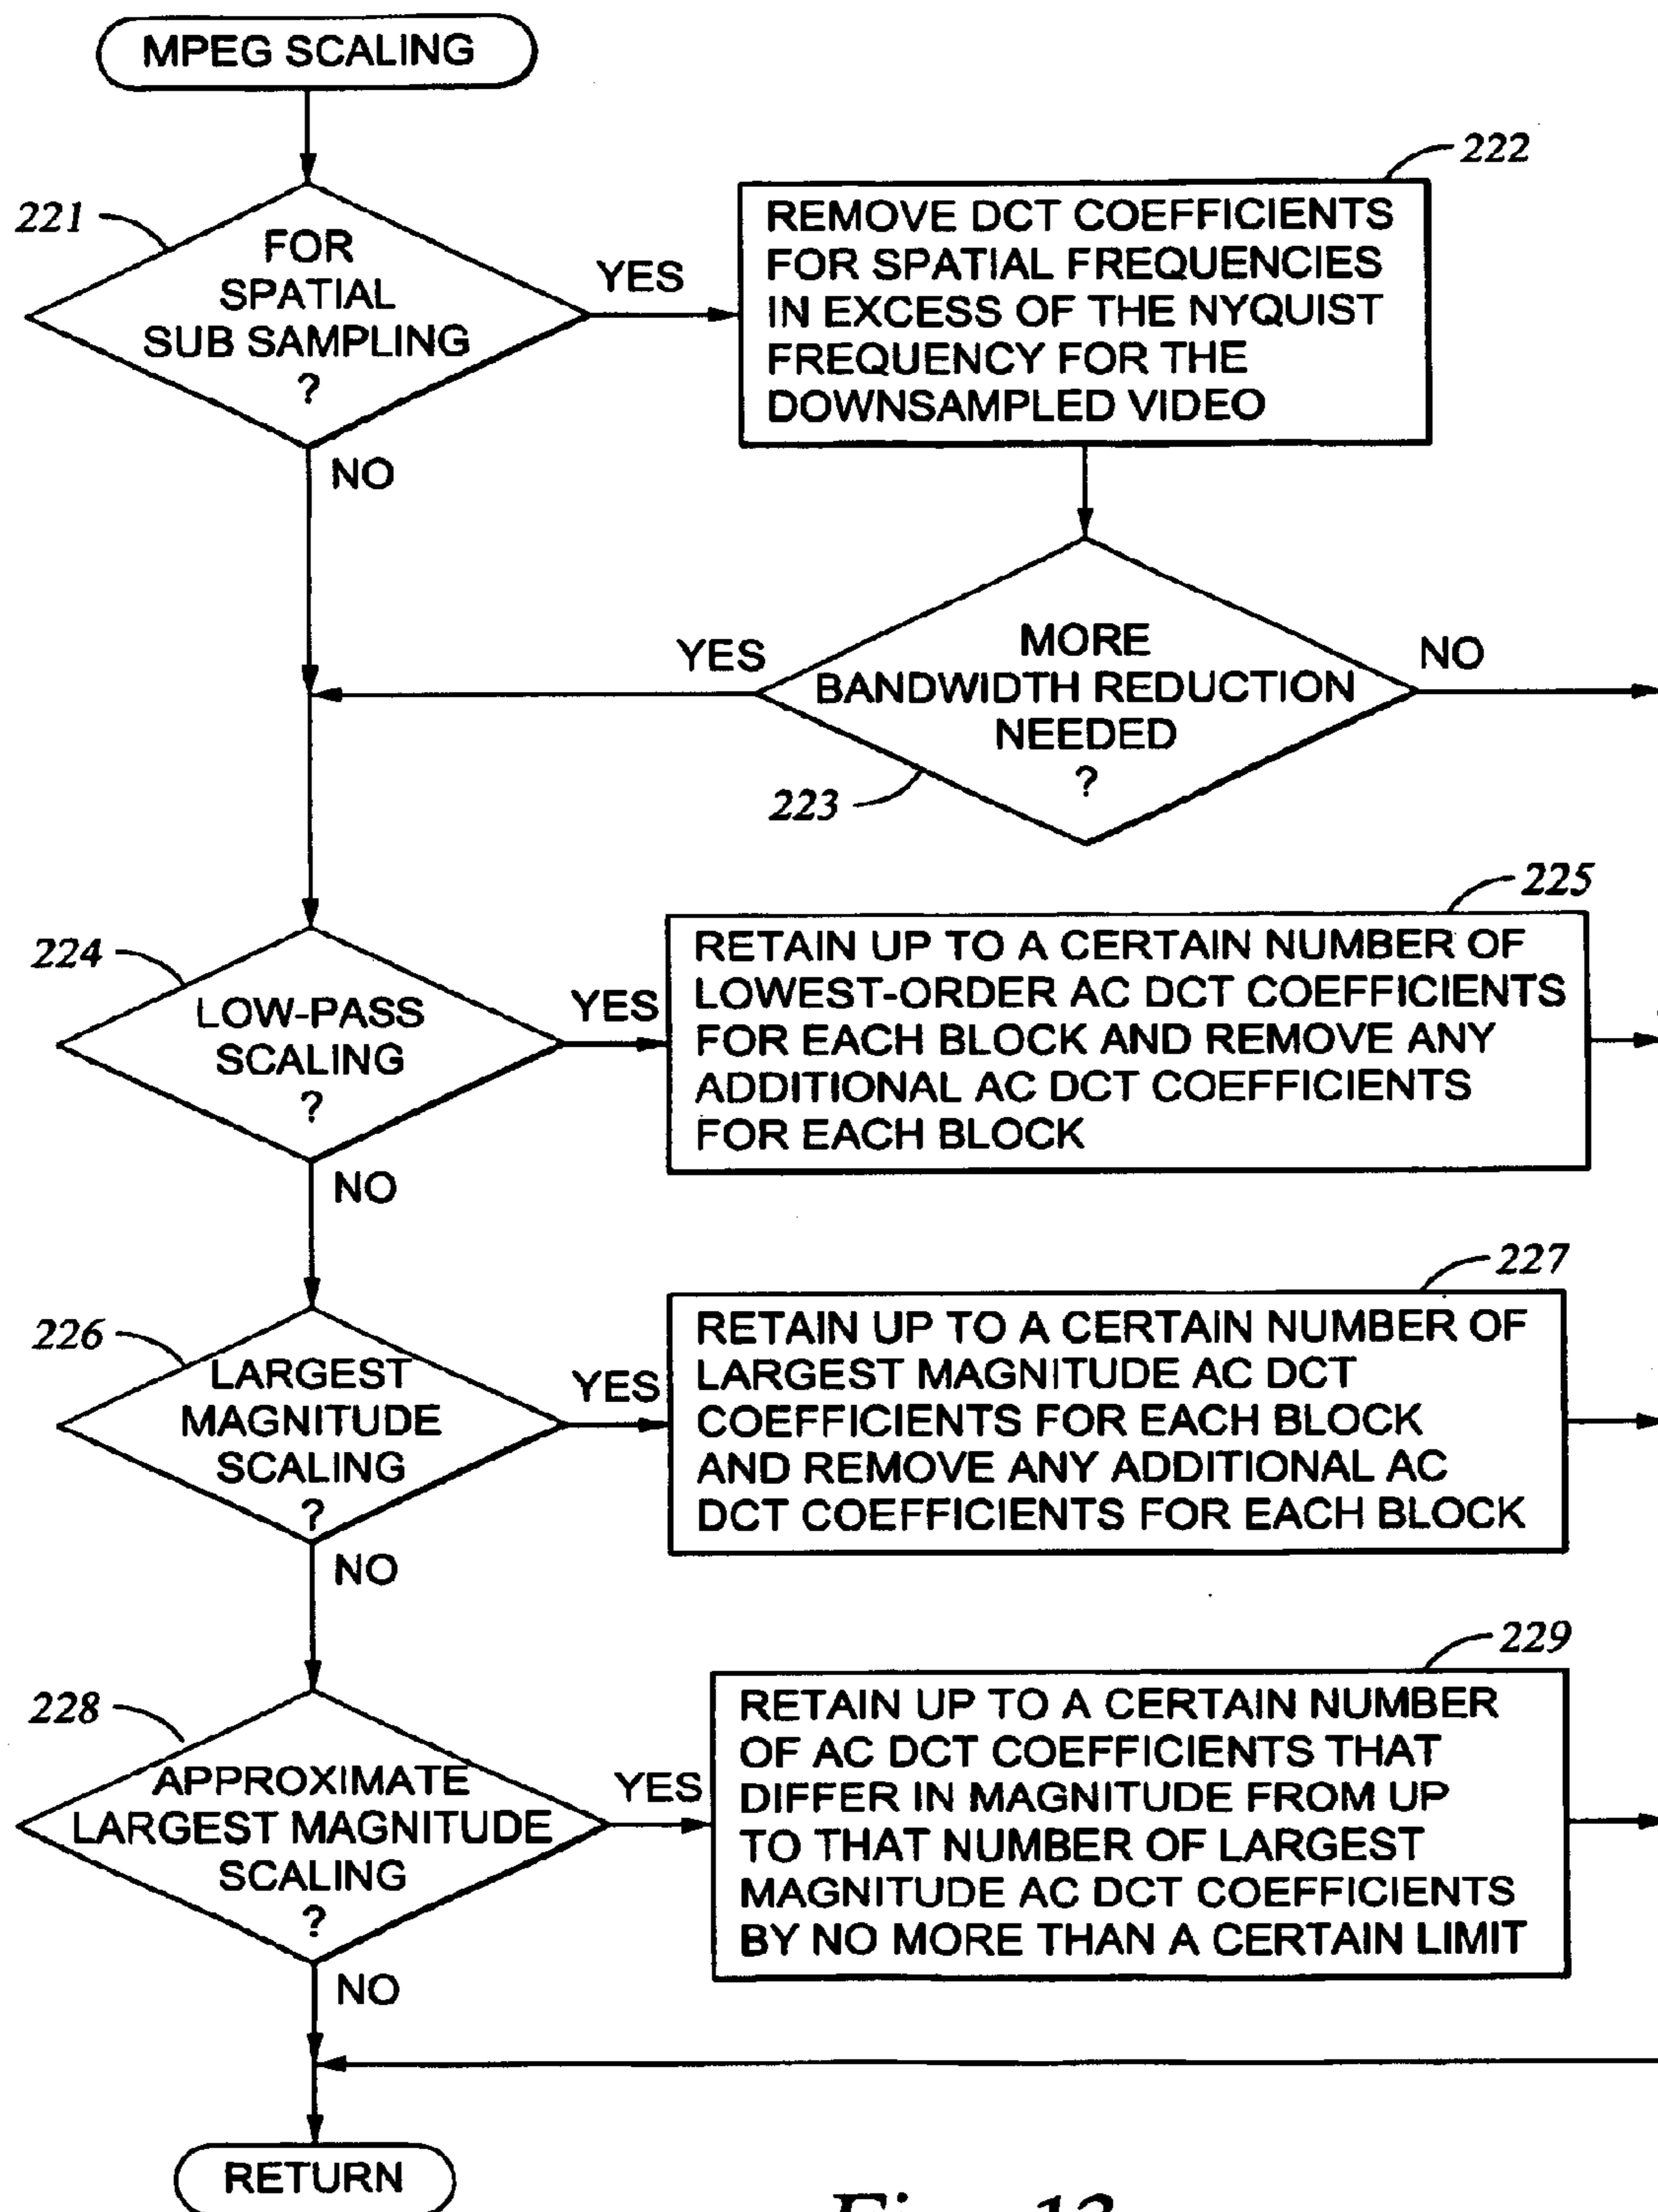 MPEG SCALING
221
FOR
SPATIAL
SUB SAMPLING
?
YES
NO
222
REMOVE DCT COEFFICIENTS
FOR SPATIAL FREQUENCIES
IN EXCESS OF THE NYQUIST
FREQUENCY FOR THE
DOWNSAMPLED VIDEO
YES
MORE
BANDWIDTH REDUCTION
NEEDED
?
NO
223
224
LOW-PASS
SCALING
?
YES
NO
225
RETAIN UP TO A CERTAIN NUMBER OF
LOWEST-ORDER AC DCT COEFFICIENTS
FOR EACH BLOCK AND REMOVE ANY
ADDITIONAL AC DCT COEFFICIENTS
FOR EACH BLOCK
226
LARGEST
MAGNITUDE
SCALING
?
YES
NO
227
RETAIN UP TO A CERTAIN NUMBER OF
LARGEST MAGNITUDE AC DCT
COEFFICIENTS FOR EACH BLOCK
AND REMOVE ANY ADDITIONAL AC
DCT COEFFICIENTS FOR EACH BLOCK
228
APPROXIMATE
LARGEST MAGNITUDE
SCALING
?
YES
NO
229
RETAIN UP TO A CERTAIN NUMBER
OF AC DCT COEFFICIENTS THAT
DIFFER IN MAGNITUDE FROM UP
TO THAT NUMBER OF LARGEST
MAGNITUDE AC DCT COEFFICIENTS
BY NO MORE THAN A CERTAIN LIMIT
RETURN